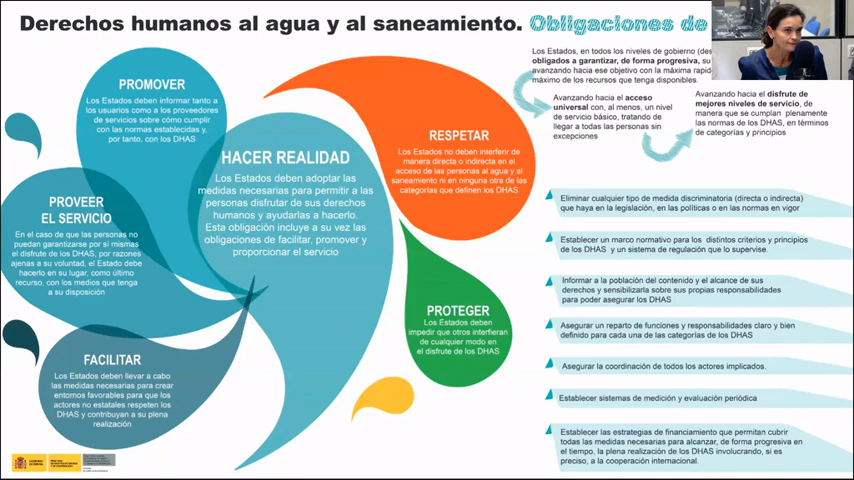 Derechos humanos al agua y al saneamiento. Obligaciones de
PROMOVER
Los Estados deben informar tanto a
los usuarios como a los proveedores
de servicios sobre cómo cumplir
con las normas establecidas y,
por tanto, con los DHAS
HACER REALIDAD
Los Estados deben adoptar las
medidas necesarias para permitir a las
personas disfrutar de sus derechos
humanos y ayudarlas a hacerlo.
Esta obligación incluye a su vez las
obligaciones de facilitar, promover y
proporcionar el servicio
PROVEER
EL SERVICIO
En el caso de que las personas no
puedan garantizarse por sí mismas
el disfrute de los DHAS, por razones
ajenas a su voluntad, el Estado debe
hacerlo en su lugar, como último
recurso, con los medios que tenga
a su disposición
FACILITAR
Los Estados deben llevar a cabo
las medidas necesarias para crear
entornos favorables para que los
actores no estatales respeten los
DHAS y contribuyan a su plena
realización
RESPETAR
Los Estados no deben interferir de
manera directa o indirecta en el
acceso de las personas al agua y al
saneamiento ni en ninguna otra de las
categorías que definen los DHAS
PROTEGER
Los Estados deben
impedir que otros interfieran
de cualquier modo en
el disfrute de los DHAS
Los Estados, en todos los niveles de gobierno (des
obligados a garantizar, de forma progresiva, su
avanzando hacia ese objetivo con la máxima rapid
máximo de los recursos que tenga disponibles.
Avanzando hacia el acceso
universal con, al menos, un nivel
de servicio básico, tratando de
llegar a todas las personas sin
excepciones
Avanzando hacia el disfrute de
mejores niveles de servicio, de
manera que se cumplan plenamente
las normas de los DHAS, en términos
de categorías y principios
Eliminar cualquier tipo de medida discriminatoria (directa o indirecta)
que haya en la legislación, en las políticas o en las normas en vigor
Establecer un marco normativo para los distintos criterios y principios
de los DHAS y un sistema de regulación que lo supervise.
Informar a la población del contenido y el alcance de sus
derechos y sensibilizarla sobre sus propias responsabilidades
para poder asegurar los DHAS
Asegurar un reparto de funciones y responsabilidades claro y bien
definido para cada una de las categorías de los DHAS
Asegurar la coordinación de todos los actores implicados.
Establecer sistemas de medición y evaluación periódica
Establecer las estrategias de financiamiento que permitan cubrir
todas las medidas necesarias para alcanzar, de forma progresiva en
el tiempo, la plena realización de los DHAS involucrando, si es
preciso, a la cooperación internacional.